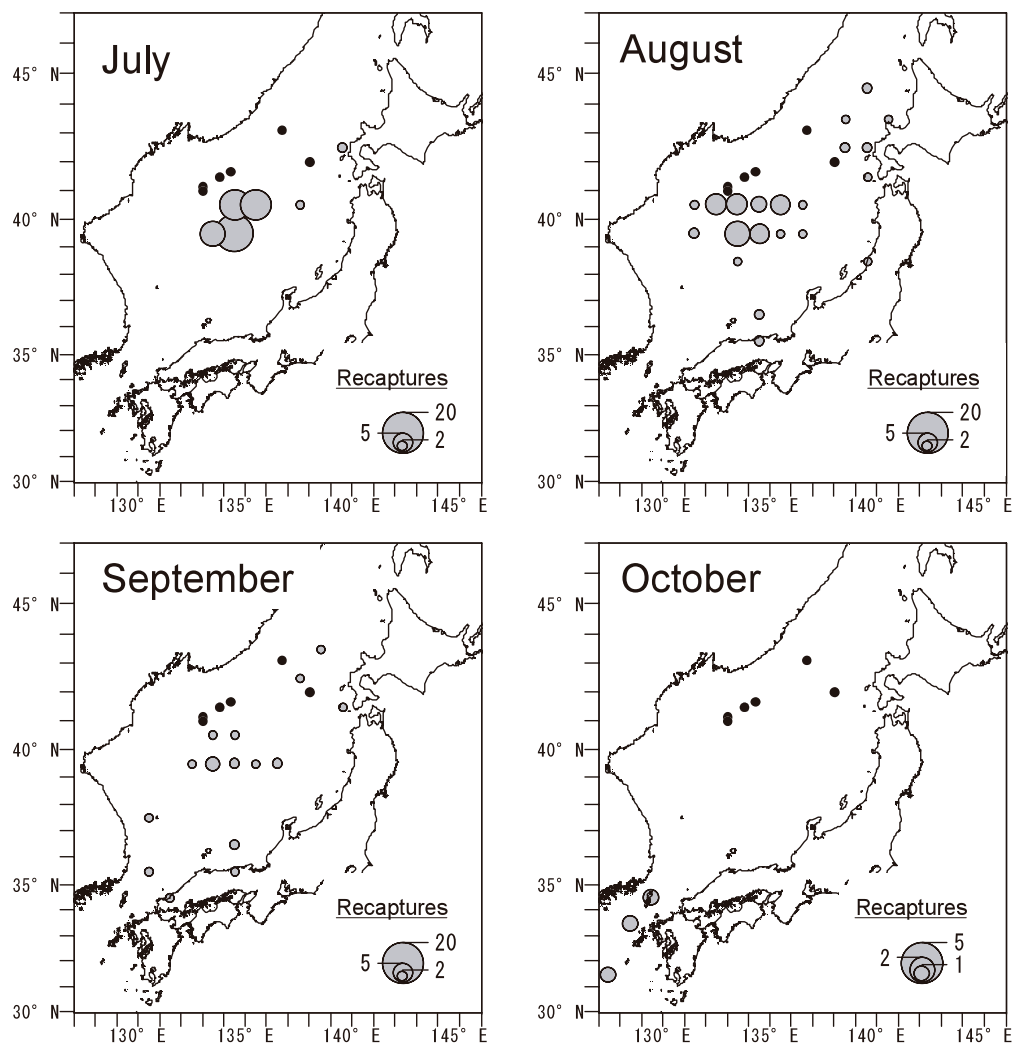 July
45° N
40° N
35° N
30° N
130° E
135° E
140° E
145° E
Recaptures
20
5
2
August
45° N
40° N
35° N
30° N
130° E
135° E
140° E
145° E
Recaptures
20
5
2
September
45° N
40° N
35° N
30° N
130° E
135° E
140° E
145° E
Recaptures
20
5
2
October
45° N
40° N
35° N
30° N
130° E
135° E
140° E
145° E
Recaptures
5
2
1